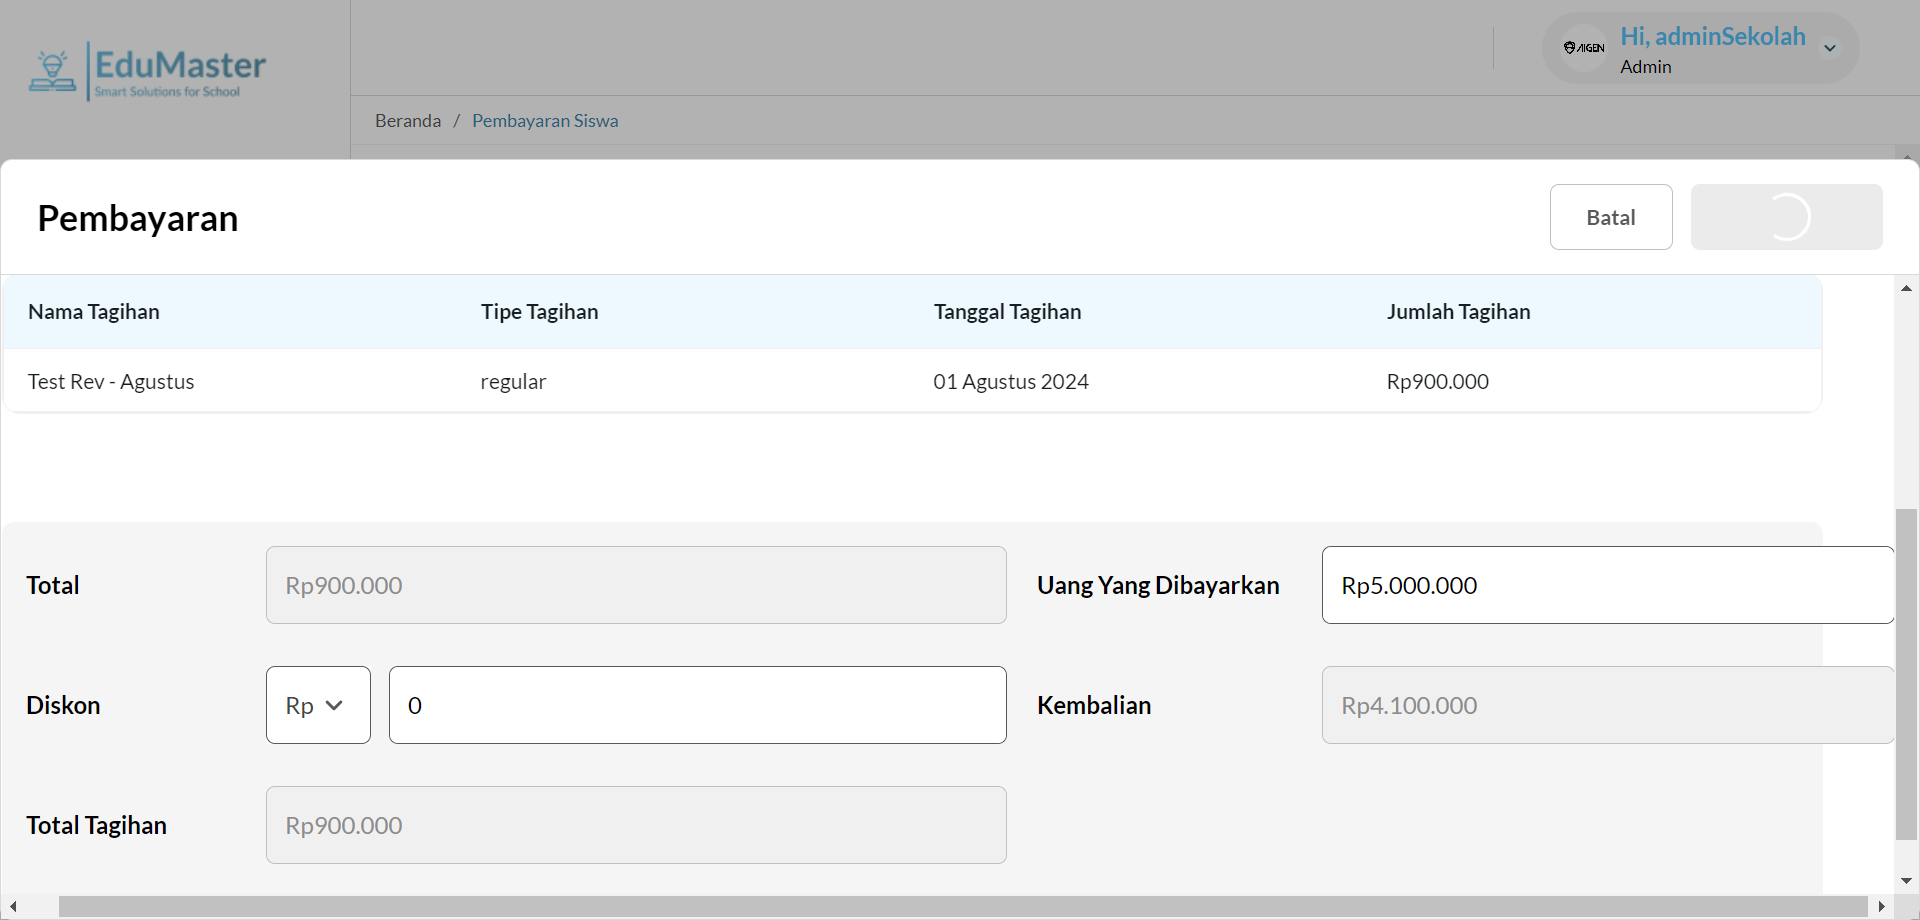 EduMaster
Smart Solutions for School
AIGEN
Hi, adminSekolah
Admin
Beranda / Pembayaran Siswa
Pembayaran
Batal
Nama Tagihan Tipe Tagihan Tanggal Tagihan Jumlah Tagihan
Test Rev - Agustus regular 01 Agustus 2024 Rp900.000
Total Rp900.000 Uang Yang Dibayarkan Rp5.000.000
Diskon Rp 0 Kembalian Rp4.100.000
Total Tagihan Rp900.000